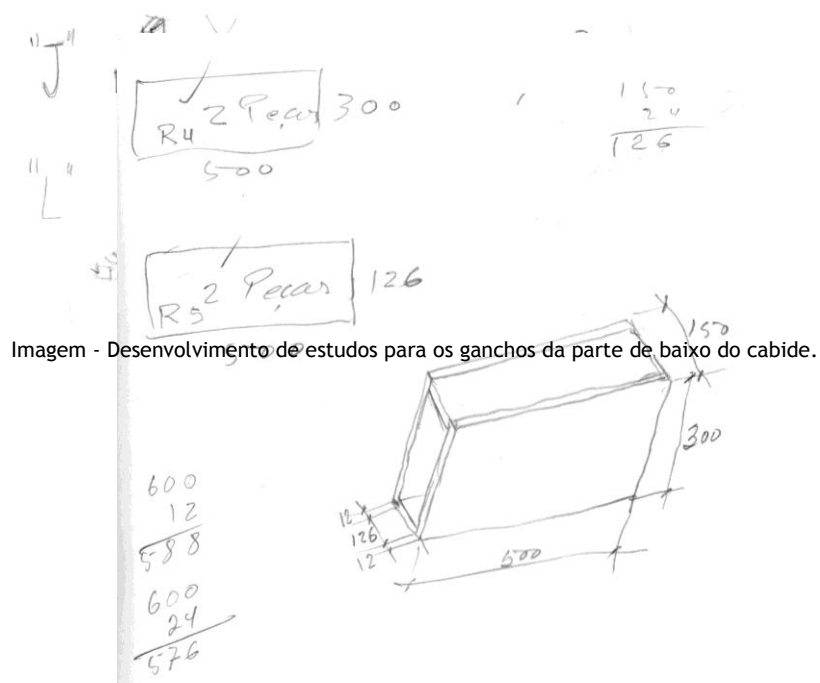 "J"
2 Peças 300
R4
500
150
24
126
"L"
2 Peças 126
R5
Imagem - Desenvolvimento de estudos para os ganchos da parte de baixo do cabide.
150
300
12
126
12
500
600
12
588
600
24
576